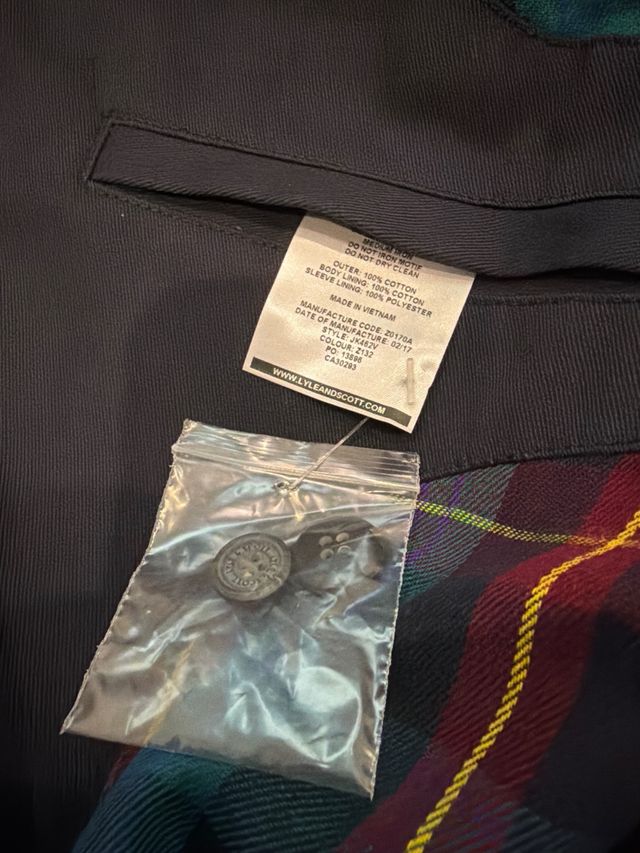 MEDIUM IRON
DO NOT IRON MOTIF
DO NOT DRY CLEAN
OUTER: 100% COTTON
BODY LINING: 100% COTTON
SLEEVE LINING: 100% POLYESTER
MADE IN VIETNAM
MANUFACTURE CODE: Z0170A
DATE OF MANUFACTURE: 02/17
STYLE: JK462V
COLOUR: Z132
PO: 13896
CA30293
WWW.LYLEANDSCOTT.COM